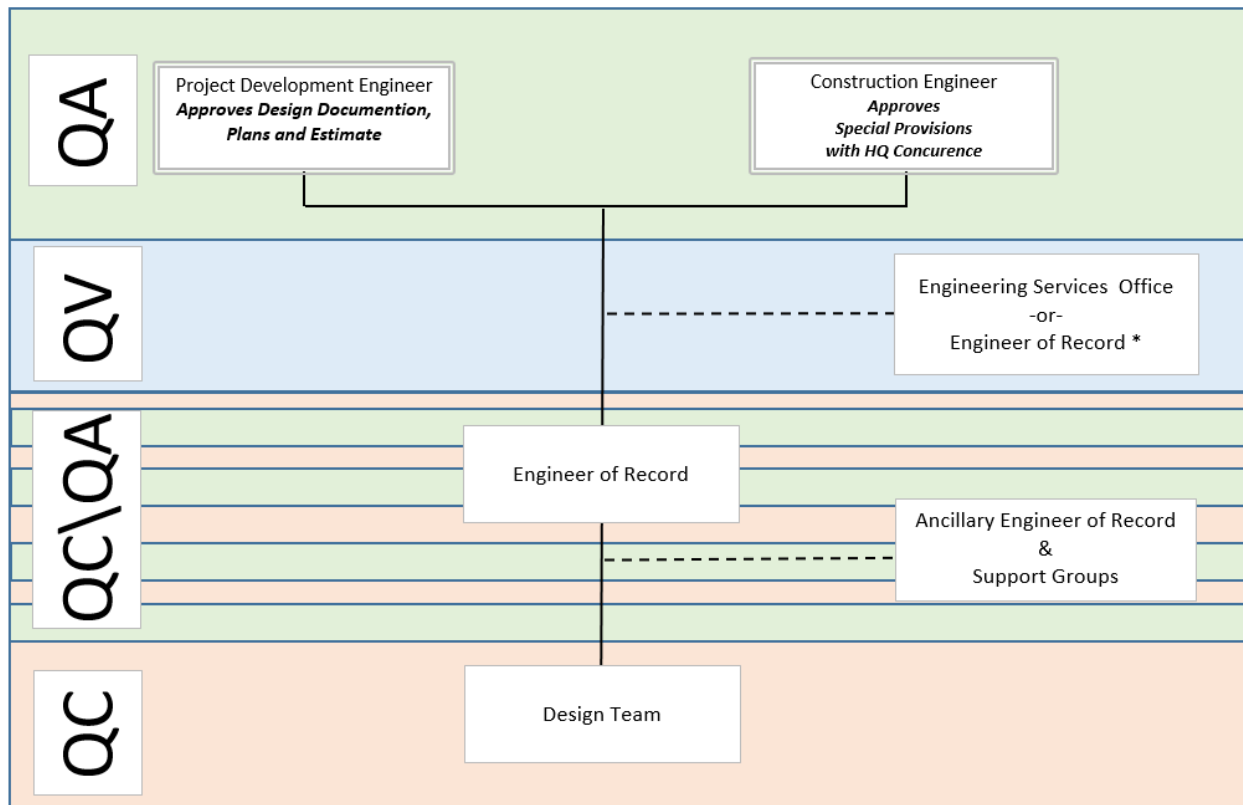 QA
Project Development Engineer
Approves Design Documention,
Plans and Estimate
Construction Engineer
Approves
Special Provisions
with HQ Concurence
QV
Engineering Services Office
-or-
Engineer of Record *
QC\QA
Engineer of Record
Ancillary Engineer of Record
&
Support Groups
QC
Design Team